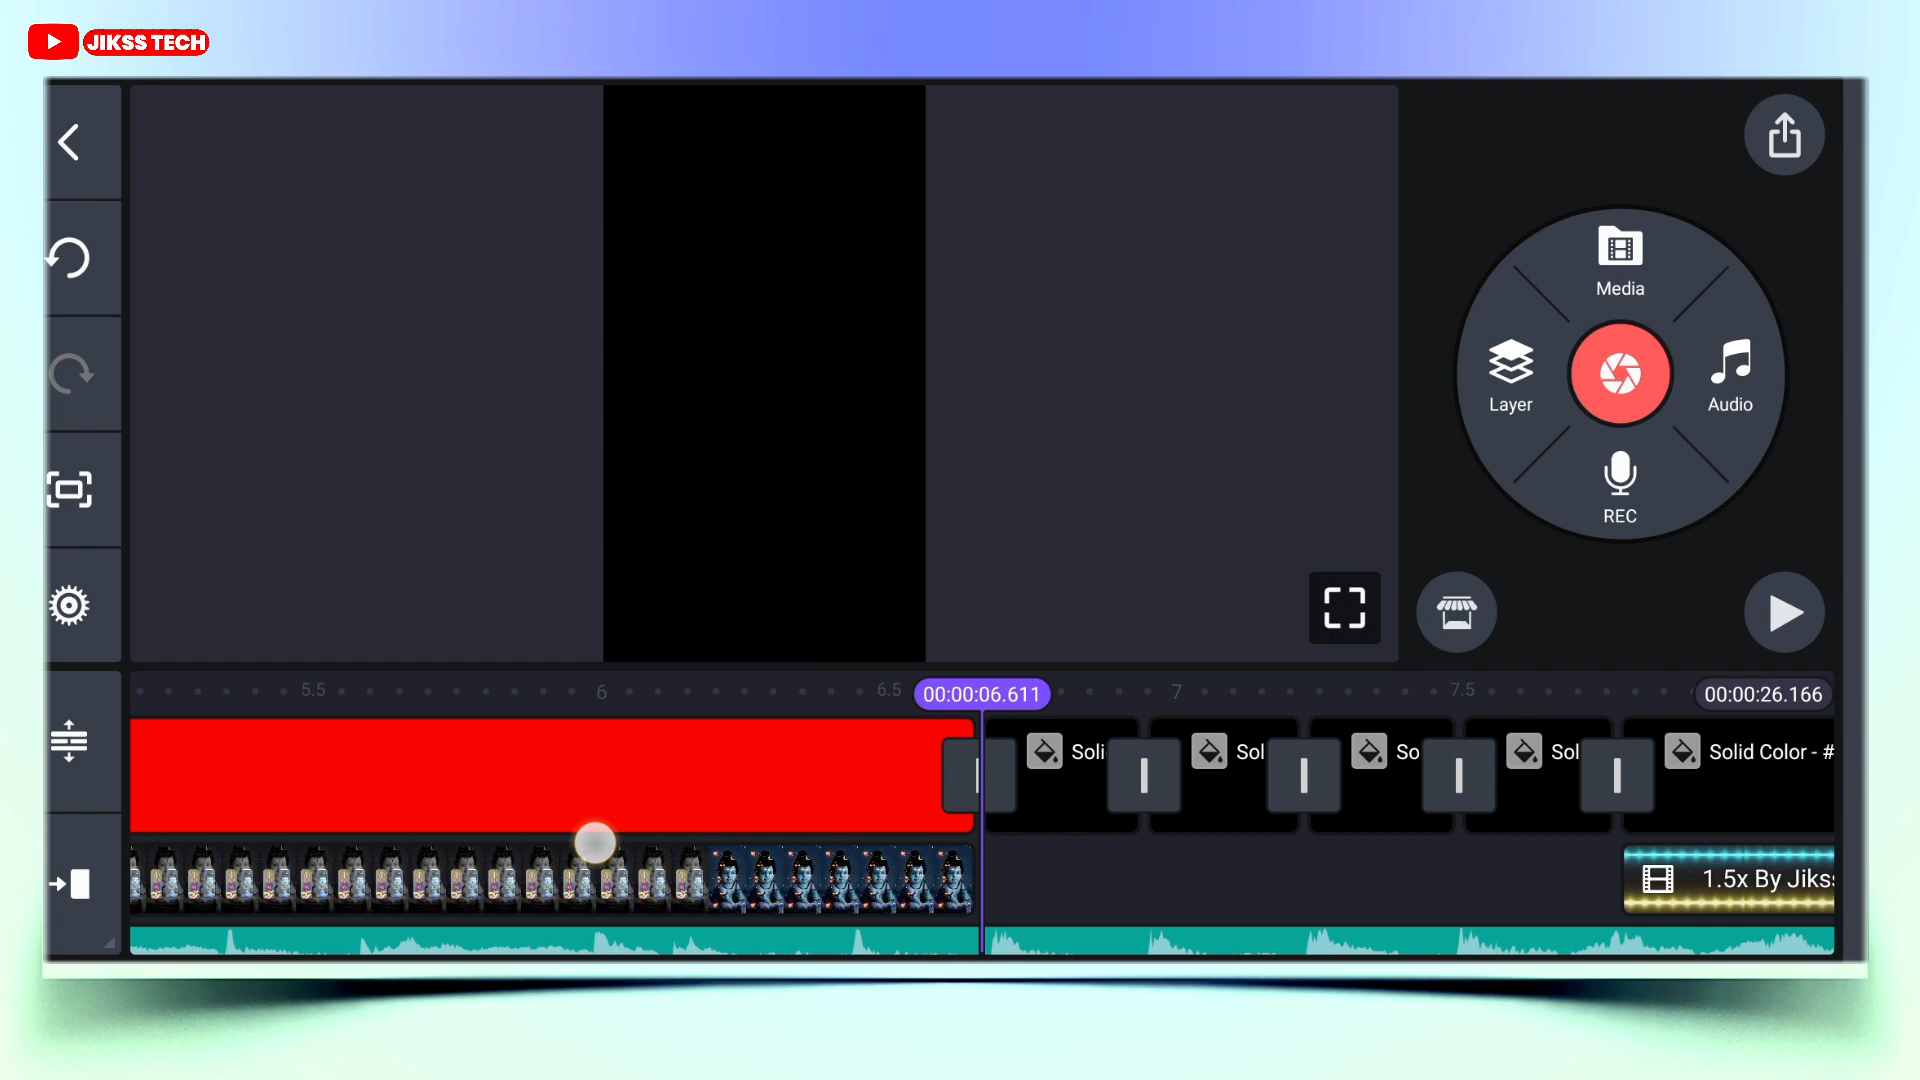 JIKSS TECH
Media
Layer
Audio
REC
5.5
6
6.5
00:00:06.611
7
7.5
00:00:26.166
Soli
Sol
So
Sol
Solid Color - #
1.5x By Jikss